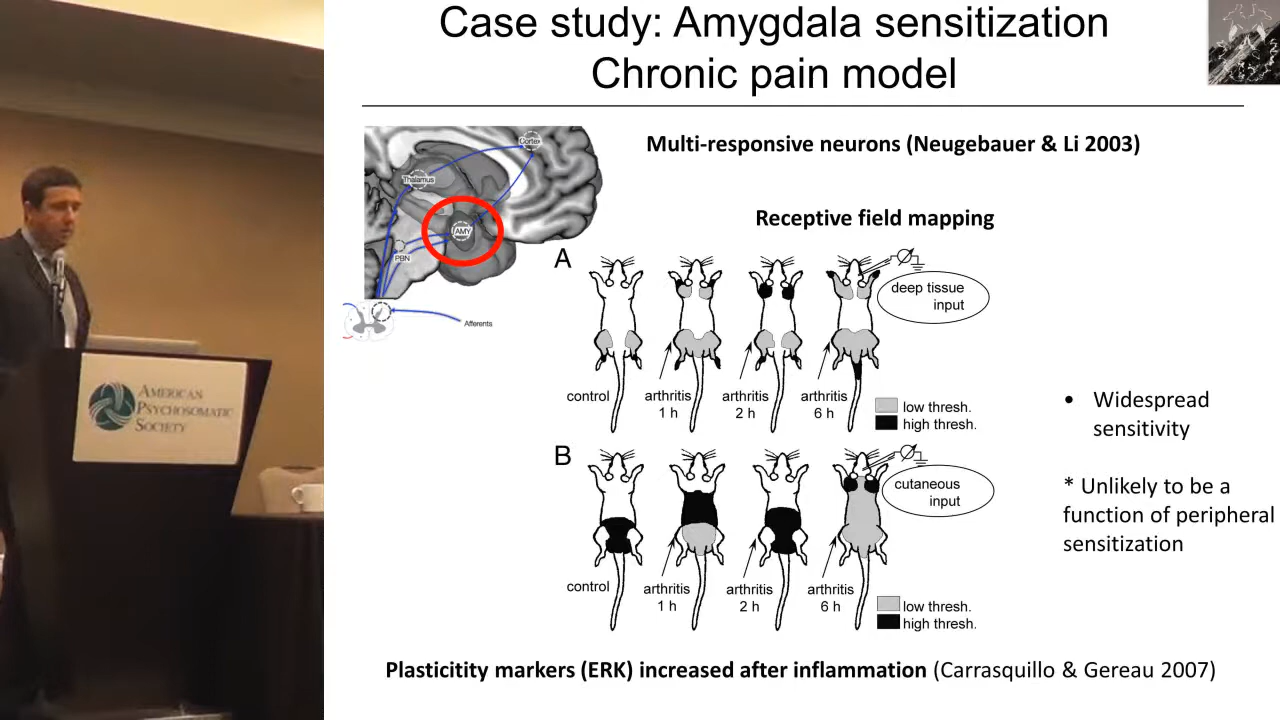 Case study: Amygdala sensitization
Chronic pain model
Multi-responsive neurons (Neugebauer & Li 2003)
Cortex
Thalamus
AMY
PBN
Afferents
Receptive field mapping
A
deep tissue
input
control
arthritis
1 h
arthritis
2 h
arthritis
6 h
low thresh.
high thresh.
B
cutaneous
input
control
arthritis
1 h
arthritis
2 h
arthritis
6 h
low thresh.
high thresh.
• Widespread
sensitivity
* Unlikely to be a
function of peripheral
sensitization
Plasticitity markers (ERK) increased after inflammation (Carrasquillo & Gereau 2007)
AMERICAN
PSYCHOSOMATIC
SOCIETY